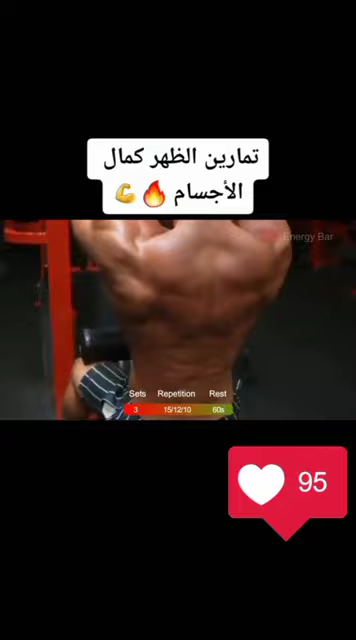 تمارين الظهر كمال
الأجسام 🔥 💪
Energy Bar
Sets Repetition Rest
3 15/12/10 60s
95